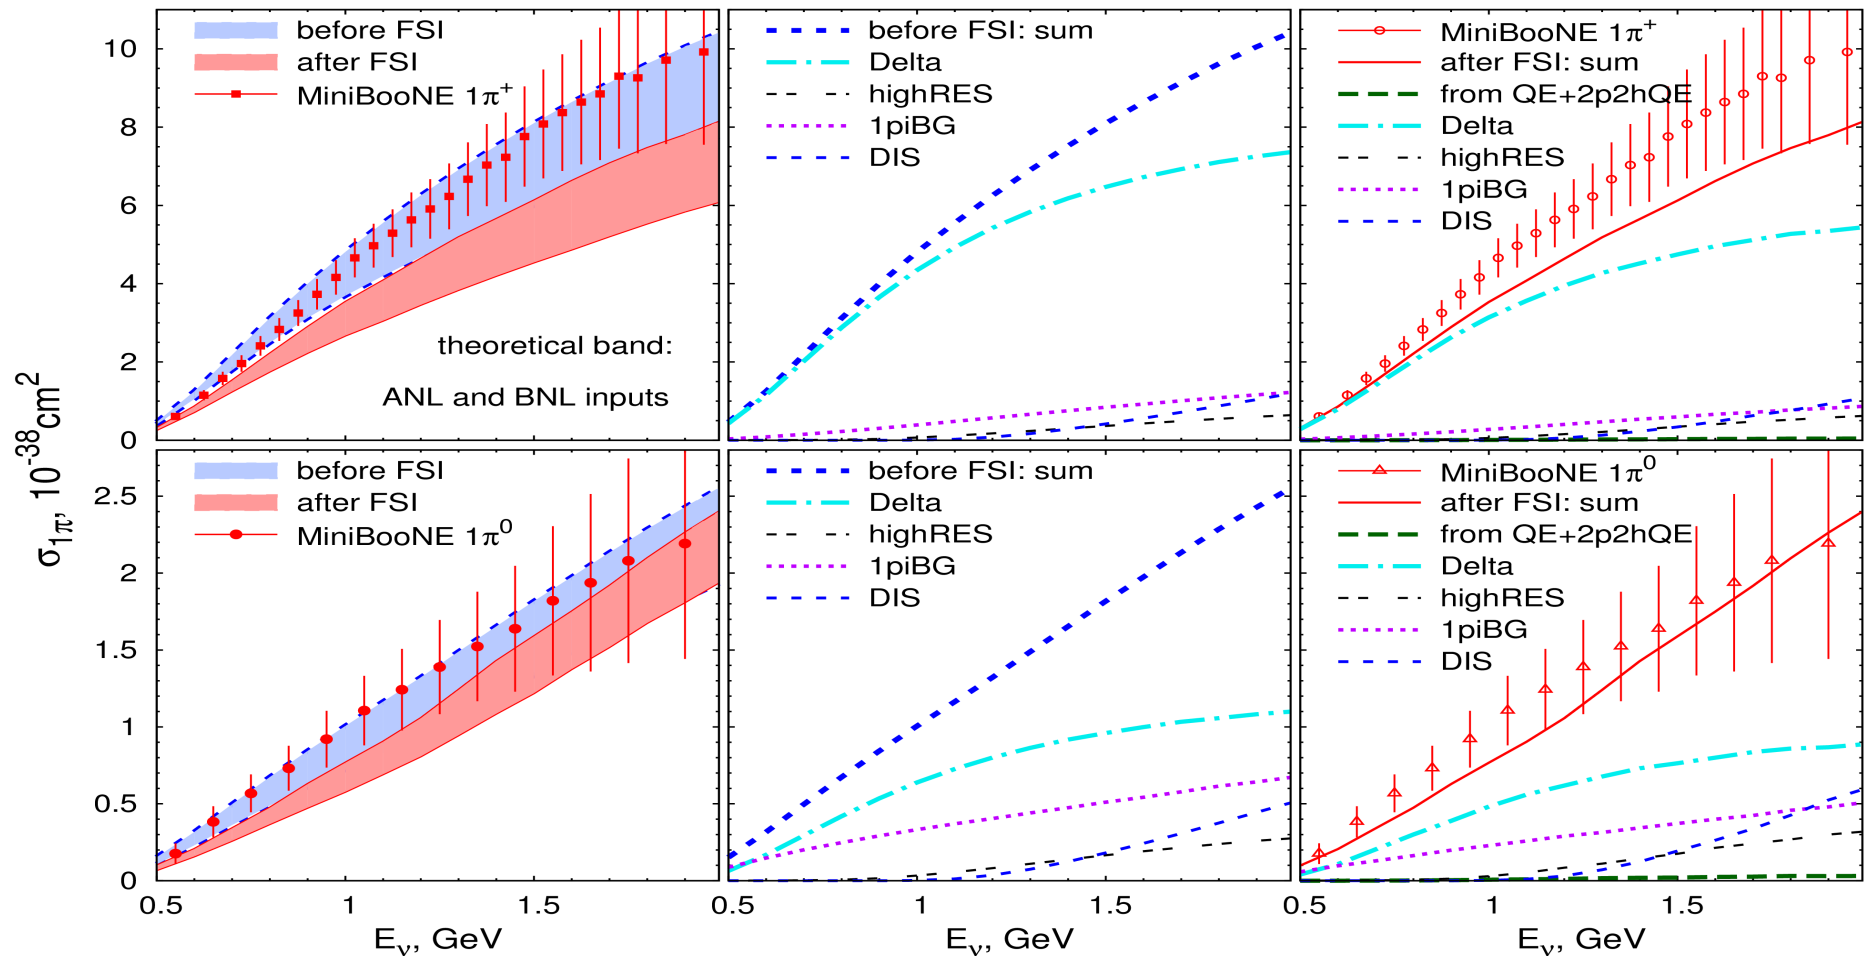 before FSI
after FSI
MiniBooNE 1π+
theoretical band:
ANL and BNL inputs
10
8
6
4
2
0
before FSI: sum
Delta
highRES
1piBG
DIS
MiniBooNE 1π+
after FSI: sum
from QE+2p2hQE
Delta
highRES
1piBG
DIS
σ1π, 10-38cm2
before FSI
after FSI
MiniBooNE 1π0
2.5
2
1.5
1
0.5
0
0.5 1 1.5
Eν, GeV
before FSI: sum
Delta
highRES
1piBG
DIS
0.5 1 1.5
Eν, GeV
MiniBooNE 1π0
after FSI: sum
from QE+2p2hQE
Delta
highRES
1piBG
DIS
0.5 1 1.5
Eν, GeV